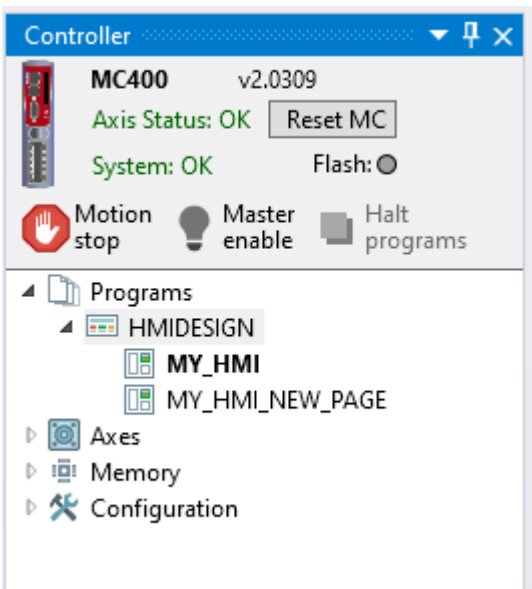 Controller
MC400 v2.0309
Axis Status: OK Reset MC
System: OK Flash:
Motion stop Master enable Halt programs
Programs
HMIDESIGN
MY_HMI
MY_HMI_NEW_PAGE
Axes
Memory
Configuration